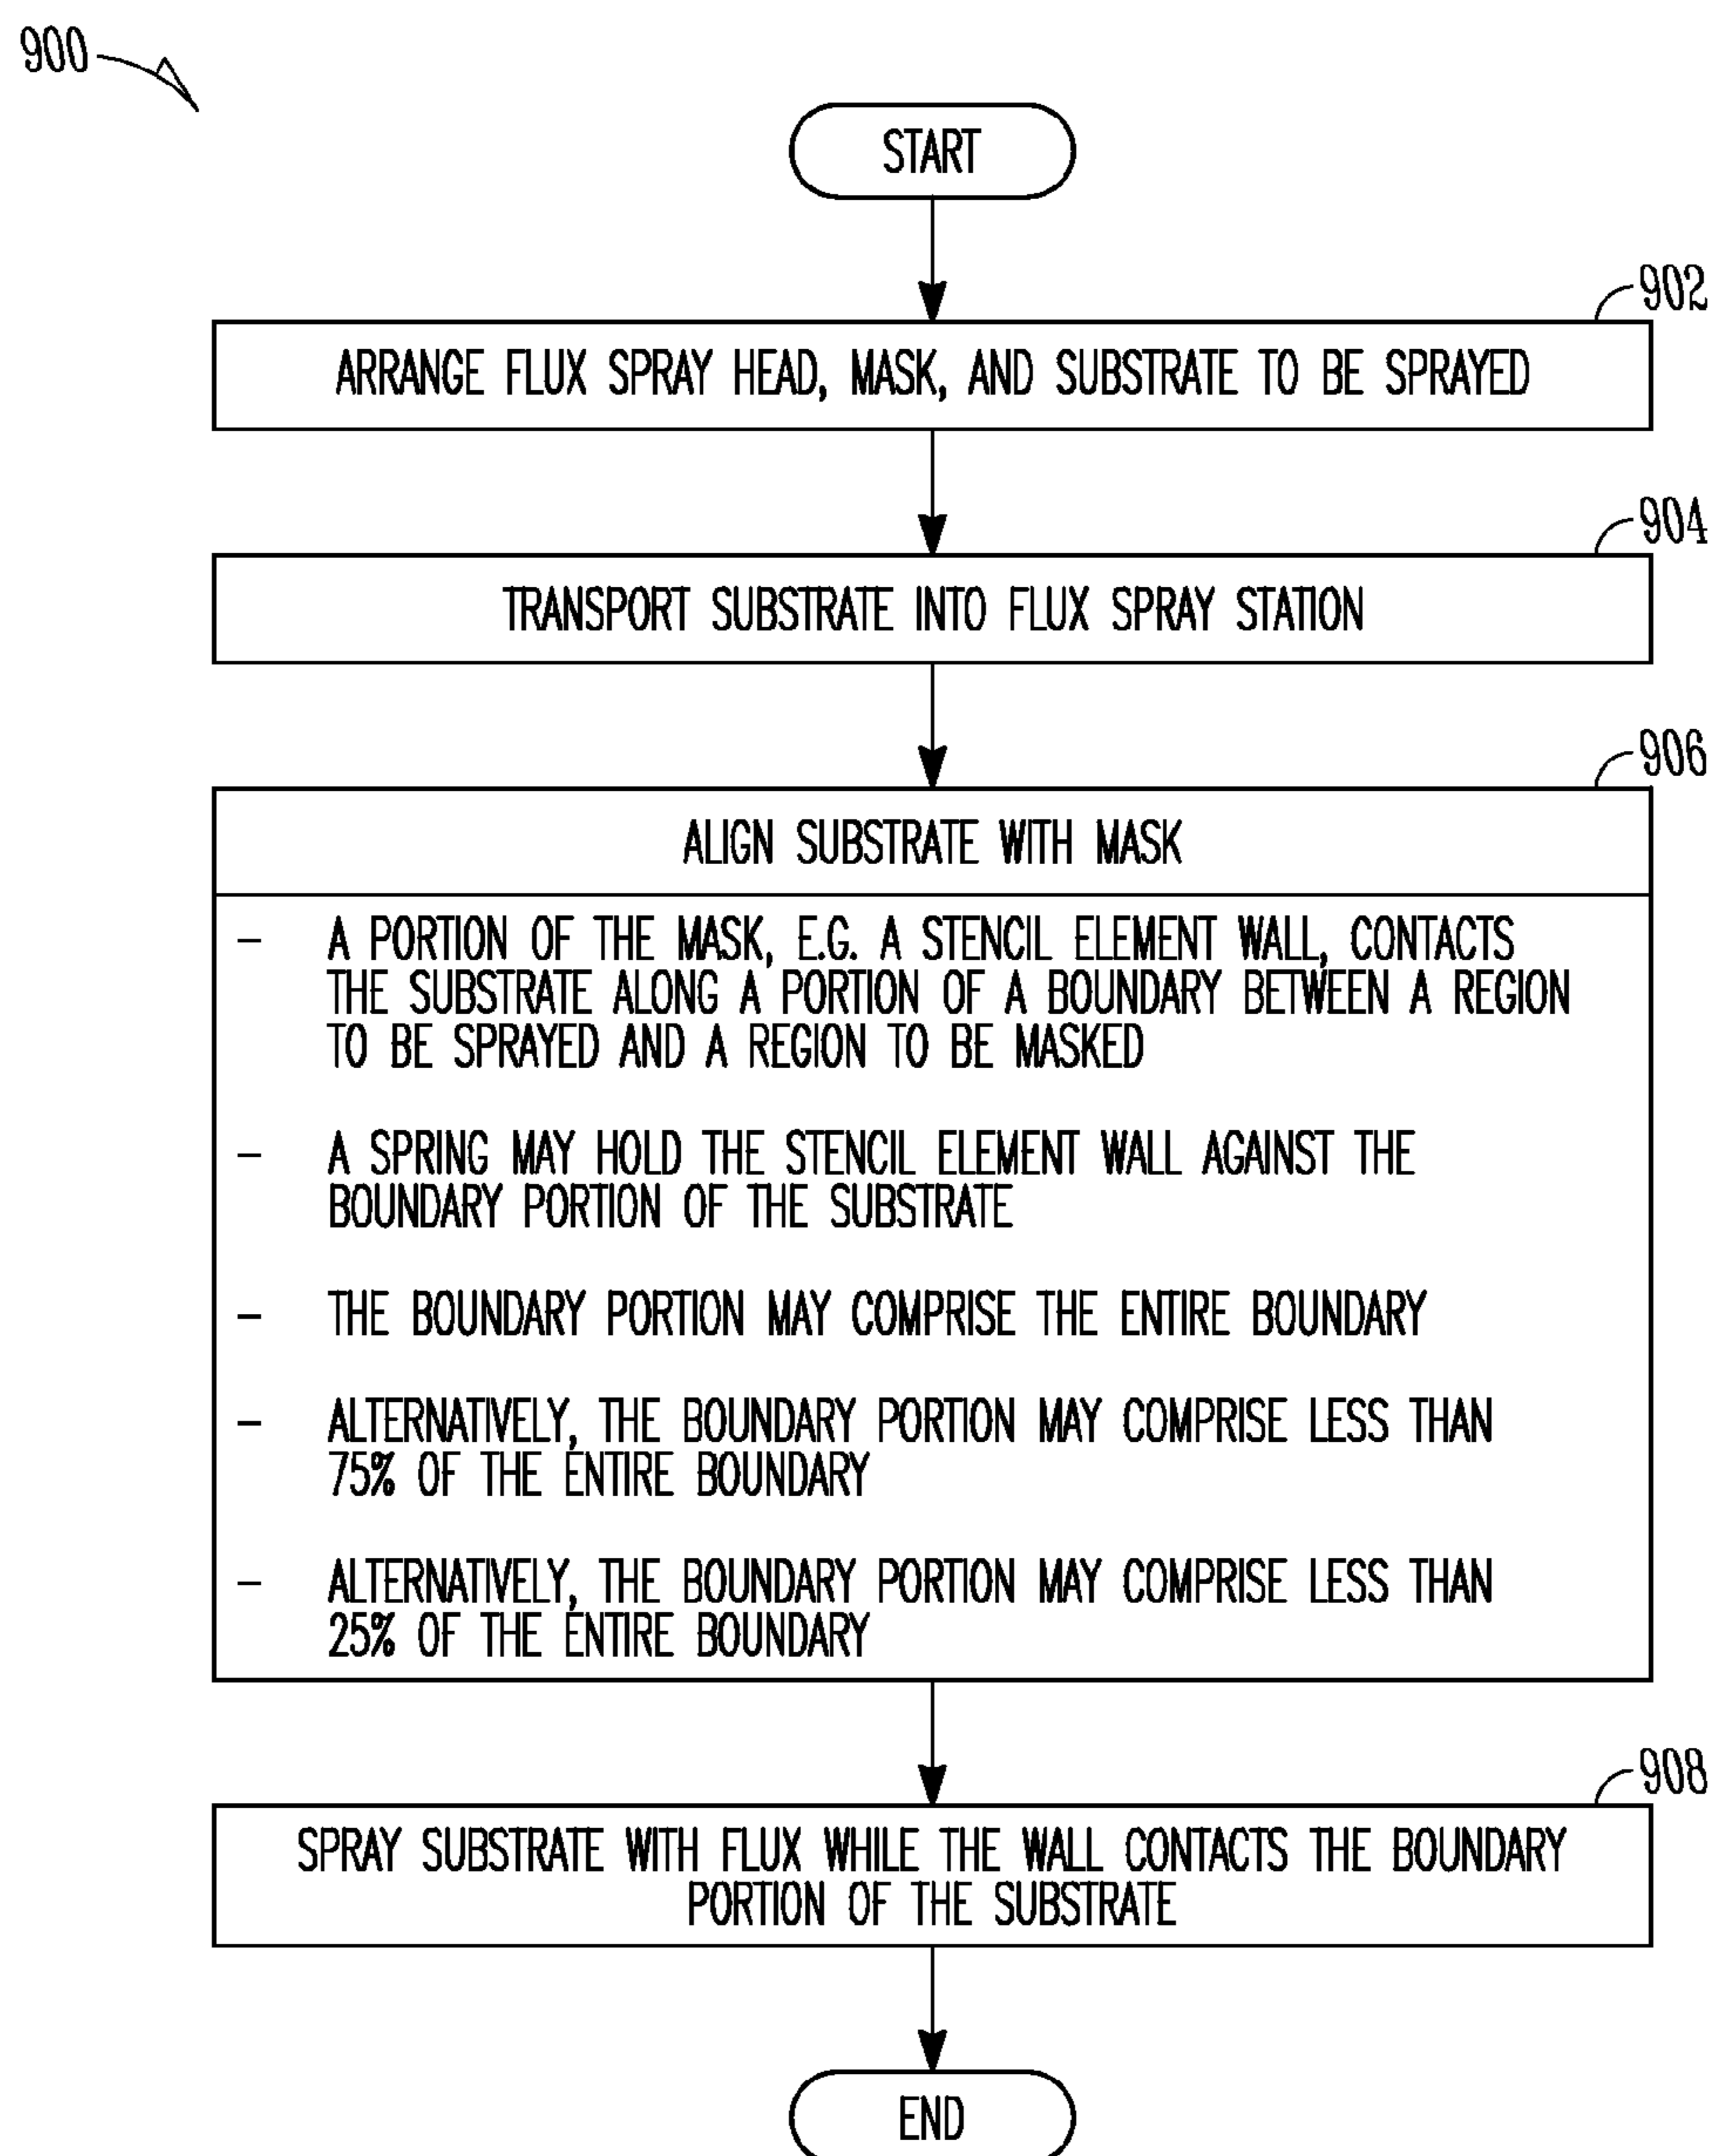 900
START
902
ARRANGE FLUX SPRAY HEAD, MASK, AND SUBSTRATE TO BE SPRAYED
904
TRANSPORT SUBSTRATE INTO FLUX SPRAY STATION
906
ALIGN SUBSTRATE WITH MASK
- A PORTION OF THE MASK, E.G. A STENCIL ELEMENT WALL, CONTACTS
THE SUBSTRATE ALONG A PORTION OF A BOUNDARY BETWEEN A REGION
TO BE SPRAYED AND A REGION TO BE MASKED
- A SPRING MAY HOLD THE STENCIL ELEMENT WALL AGAINST THE
BOUNDARY PORTION OF THE SUBSTRATE
- THE BOUNDARY PORTION MAY COMPRISE THE ENTIRE BOUNDARY
- ALTERNATIVELY, THE BOUNDARY PORTION MAY COMPRISE LESS THAN
75% OF THE ENTIRE BOUNDARY
- ALTERNATIVELY, THE BOUNDARY PORTION MAY COMPRISE LESS THAN
25% OF THE ENTIRE BOUNDARY
908
SPRAY SUBSTRATE WITH FLUX WHILE THE WALL CONTACTS THE BOUNDARY
PORTION OF THE SUBSTRATE
END